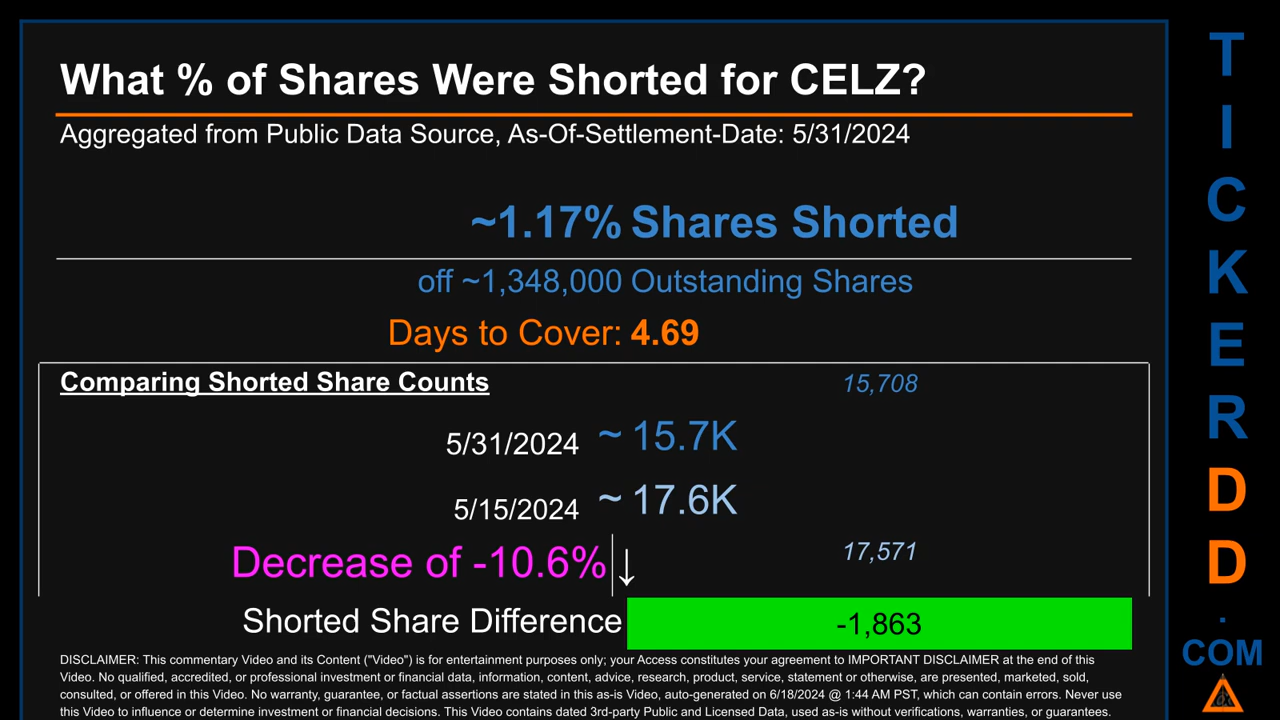 What % of Shares Were Shorted for CELZ?
Aggregated from Public Data Source, As-Of-Settlement-Date: 5/31/2024
~1.17% Shares Shorted
off ~1,348,000 Outstanding Shares
Days to Cover: 4.69
Comparing Shorted Share Counts
15,708
5/31/2024 ~ 15.7K
5/15/2024 ~ 17.6K
17,571
Decrease of -10.6% ↓
Shorted Share Difference -1,863
DISCLAIMER: This commentary Video and its Content ("Video") is for entertainment purposes only; your Access constitutes your agreement to IMPORTANT DISCLAIMER at the end of this
Video. No qualified, accredited, or professional investment or financial data, information, content, advice, research, product, service, statement or otherwise, are presented, marketed, sold,
consulted, or offered in this Video. No warranty, guarantee, or factual assertions are stated in this as-is Video, auto-generated on 6/18/2024 @ 1:44 AM PST, which can contain errors. Never use
this Video to influence or determine investment or financial decisions. This Video contains dated 3rd-party Public and Licensed Data, used as-is without verifications, warranties, or guarantees.
T
I
C
K
E
R
D
D
.
COM